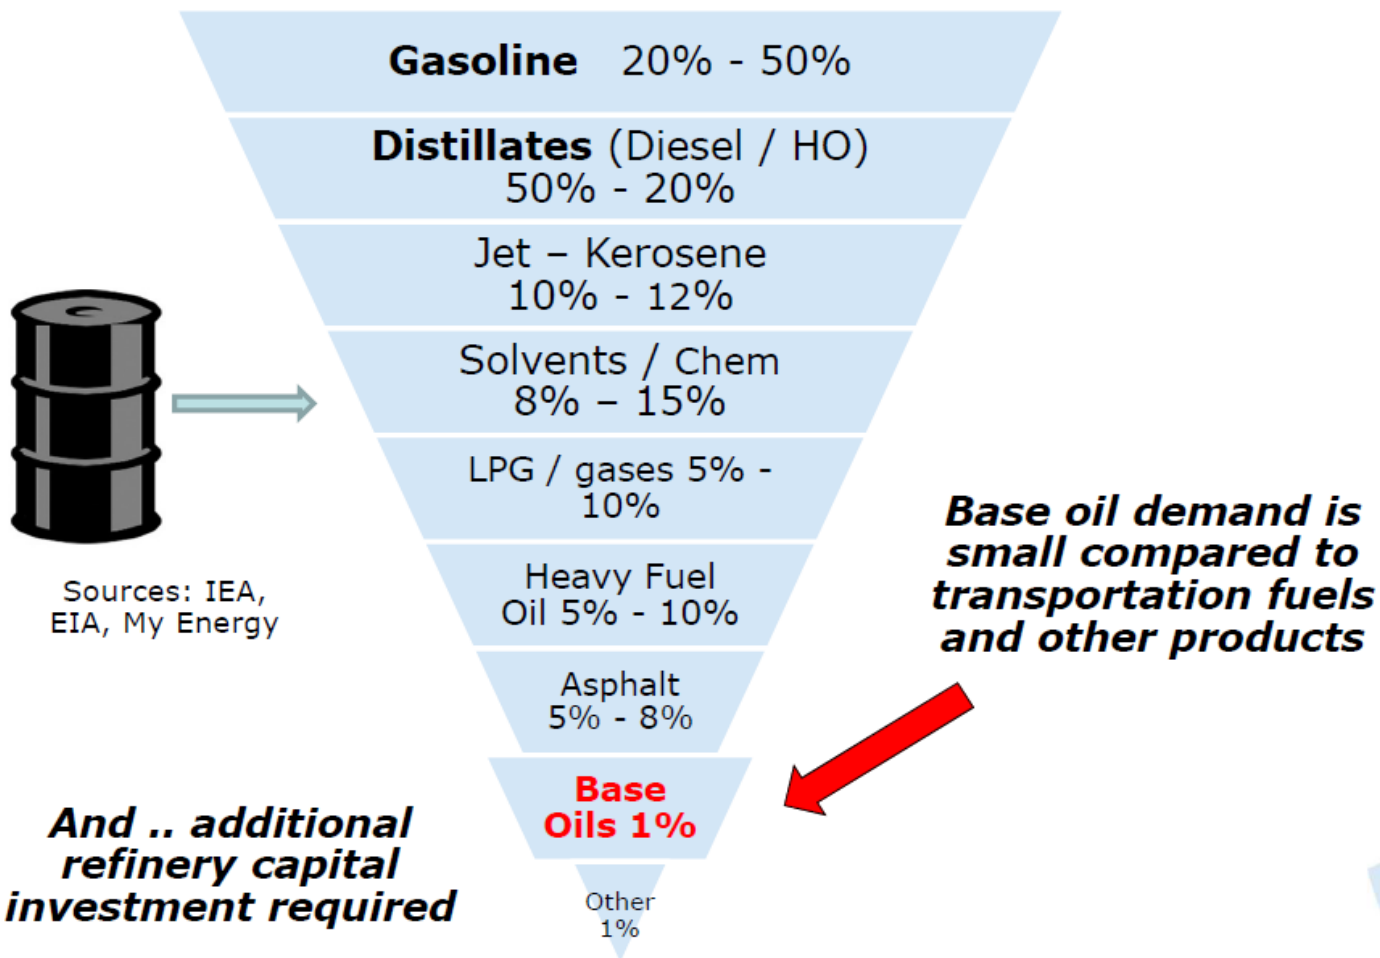 Gasoline 20% - 50%
Distillates (Diesel / HO)
50% - 20%
Jet – Kerosene
10% - 12%
Solvents / Chem
8% – 15%
LPG / gases 5% -
10%
Heavy Fuel
Oil 5% - 10%
Asphalt
5% - 8%
Base
Oils 1%
Other
1%
Sources: IEA,
EIA, My Energy
Base oil demand is
small compared to
transportation fuels
and other products
And .. additional
refinery capital
investment required